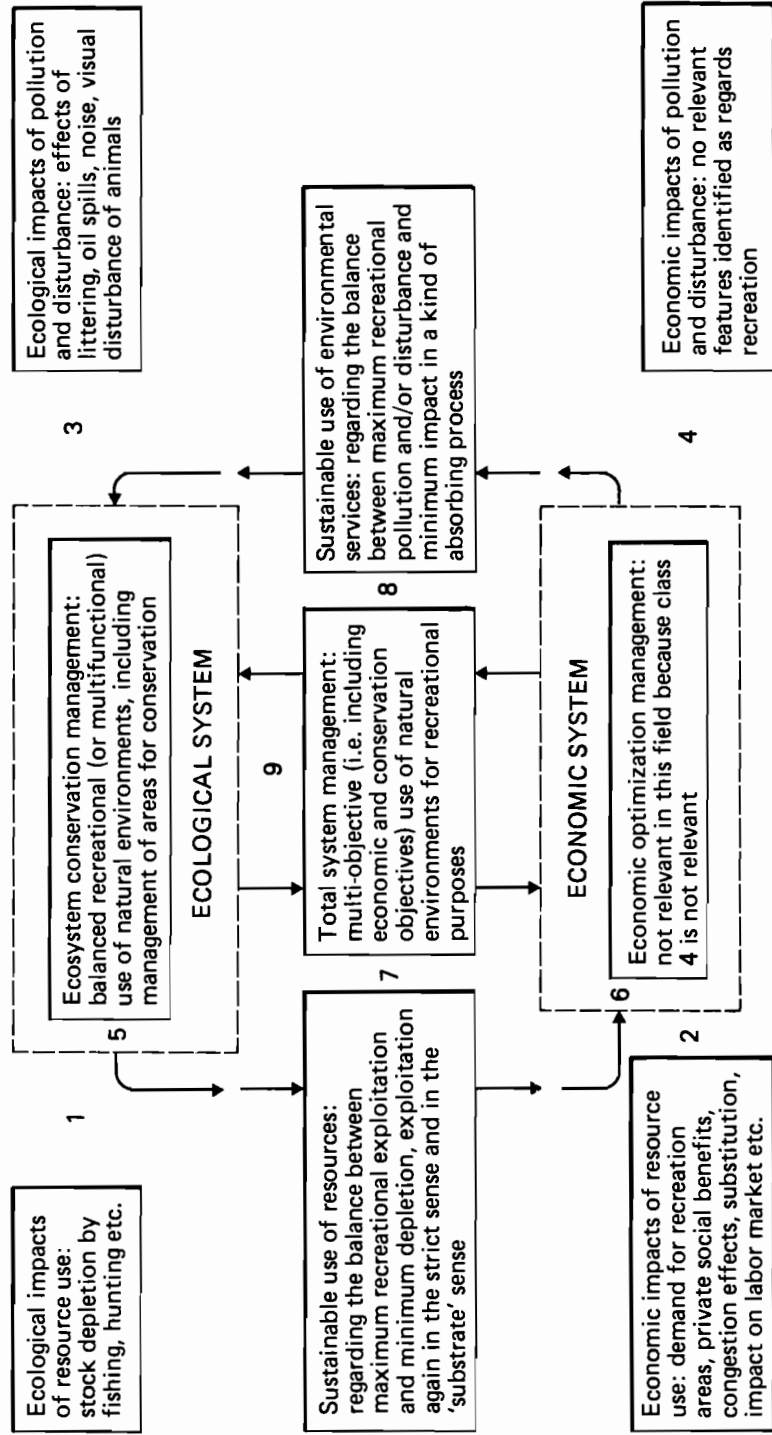 Ecological impacts
of resource use:
stock depletion by
fishing, hunting etc.
1
5
Ecosystem conservation management:
balanced recreational (or multifunctional)
use of natural environments, including
management of areas for conservation
ECOLOGICAL SYSTEM
3
Ecological impacts of pollution
and disturbance: effects of
littering, oil spills, noise, visual
disturbance of animals
9
Sustainable use of resources:
regarding the balance between
maximum recreational exploitation
and minimum depletion, exploitation
again in the strict sense and in the
'substrate' sense
7
Total system management:
multi-objective (i.e. including
economic and conservation
objectives) use of natural
environments for recreational
purposes
8
Sustainable use of environmental
services: regarding the balance
between maximum recreational
pollution and/or disturbance and
minimum impact in a kind of
absorbing process
Economic impacts of resource
use: demand for recreation
areas, private social benefits,
congestion effects, substitution,
impact on labor market etc.
2
ECONOMIC SYSTEM
6
Economic optimization management:
not relevant in this field because class
4 is not relevant
4
Economic impacts of pollution
and disturbance: no relevant
features identified as regards
recreation